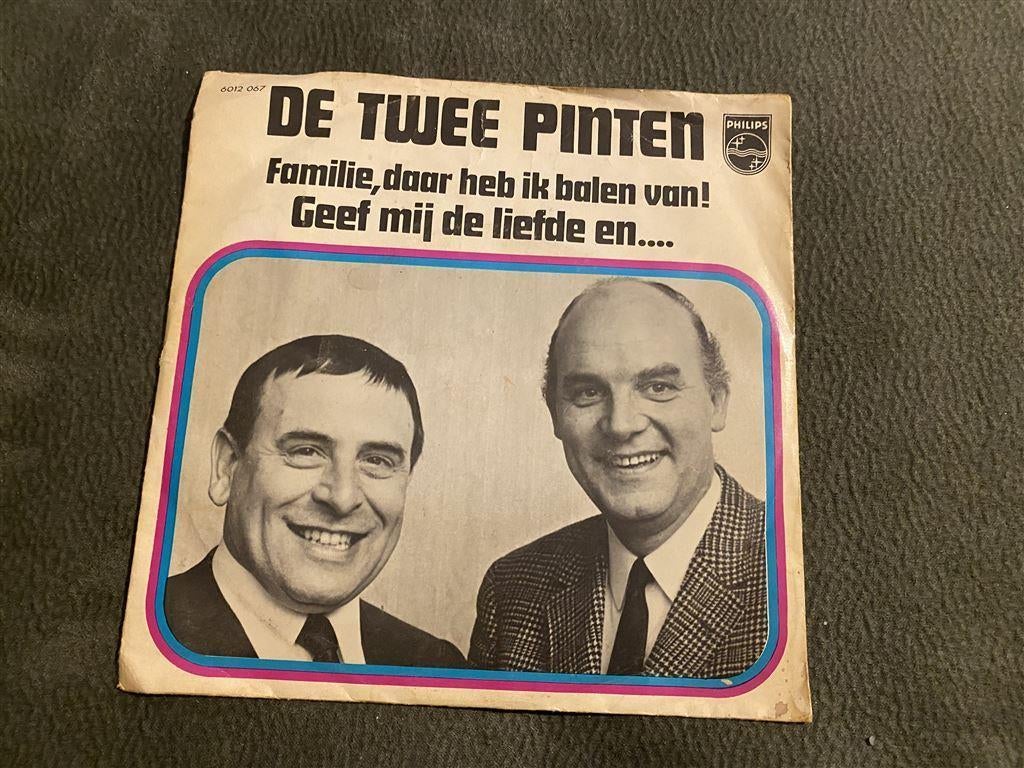 6012 067
DE TWEE PINTEN
PHILIPS
Familie, daar heb ik balen van!
Geef mij de liefde en....